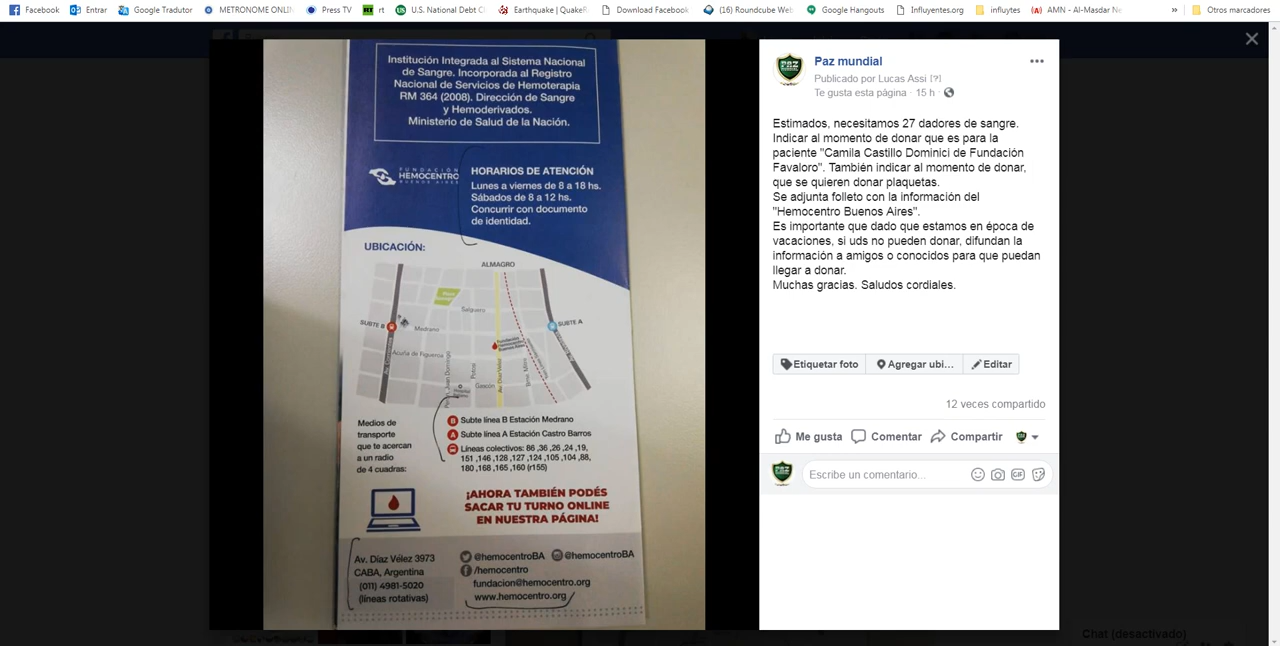 Facebook
Entrar
Google Tradutor
METRONOME ONLIN
Press TV
rt
U.S. National Debt C
Earthquake | QuakeR
Download Facebook
(16) Roundcube Web
Google Hangouts
Influyentes.org
influytes
AMN - Al-Masdar Ne
»
Otros marcadores
Institución Integrada al Sistema Nacional
de Sangre. Incorporada al Registro
Nacional de Servicios de Hemoterapia
RM 364 (2008). Dirección de Sangre
y Hemoderivados.
Ministerio de Salud de la Nación.
FUNDACIÓN
HEMOCENTRO
BUENOS AIRES
HORARIOS DE ATENCIÓN
Lunes a viernes de 8 a 18 hs.
Sábados de 8 a 12 hs.
Concurrir con documento
de identidad.
UBICACIÓN:
ALMAGRO
Salguero
SUBTE B
SUBTE A
Medrano
Acuña de Figueroa
Fundación
Hemocentro
Buenos Aires
Potosí
Gascón
Av. Díaz Vélez
Medios de
transporte
que te acercan
a un radio
de 4 cuadras:
B Subte línea B Estación Medrano
A Subte línea A Estación Castro Barros
Líneas colectivos: 86 ,36 ,26 ,24 ,19,
151 ,146 ,128 ,127 ,124 ,105 ,104 ,88,
180 ,168 ,165 ,160 (r155)
¡AHORA TAMBIÉN PODÉS
SACAR TU TURNO ONLINE
EN NUESTRA PÁGINA!
Av. Díaz Vélez 3973
CABA, Argentina
(011) 4981-5020
(líneas rotativas)
@hemocentroBA @hemocentroBA
/hemocentro
fundacion@hemocentro.org
www.hemocentro.org
PAZ
Paz mundial
Publicado por Lucas Assi [?]
Te gusta esta página · 15 h ·
Estimados, necesitamos 27 dadores de sangre.
Indicar al momento de donar que es para la
paciente "Camila Castillo Dominici de Fundación
Favaloro". También indicar al momento de donar,
que se quieren donar plaquetas.
Se adjunta folleto con la información del
"Hemocentro Buenos Aires".
Es importante que dado que estamos en época de
vacaciones, si uds no pueden donar, difundan la
información a amigos o conocidos para que puedan
llegar a donar.
Muchas gracias. Saludos cordiales.
Etiquetar foto
Agregar ubi...
Editar
12 veces compartido
Me gusta
Comentar
Compartir
Escribe un comentario...
GIF
Chat (desactivado)